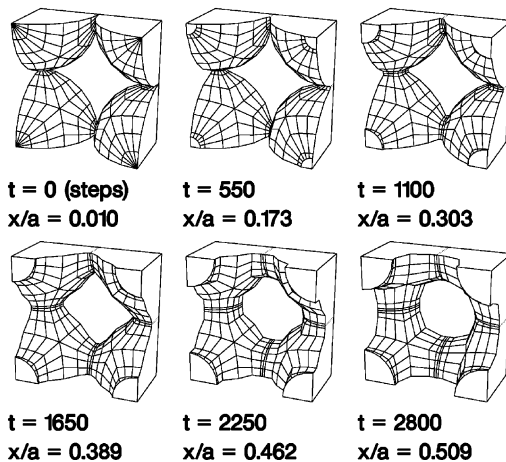 t = 0 (steps)
x/a = 0.010
t = 550
x/a = 0.173
t = 1100
x/a = 0.303
t = 1650
x/a = 0.389
t = 2250
x/a = 0.462
t = 2800
x/a = 0.509